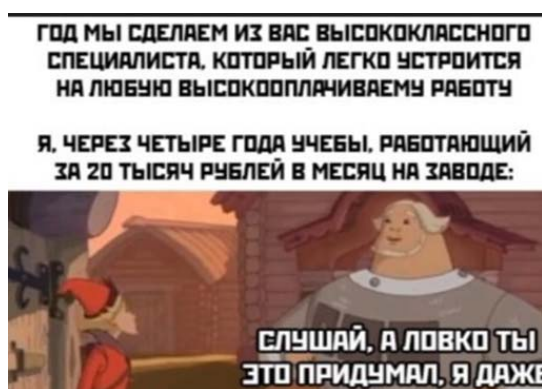 ГОД МЫ СДЕЛАЕМ ИЗ ВАС ВЫСОКОКЛАССНОГО
СПЕЦИАЛИСТА, КОТОРЫЙ ЛЕГКО УСТРОИТСЯ
НА ЛЮБУЮ ВЫСОКООПЛАЧИВАЕМУ РАБОТУ
Я, ЧЕРЕЗ ЧЕТЫРЕ ГОДА УЧЕБЫ, РАБОТАЮЩИЙ
ЗА 20 ТЫСЯЧ РУБЛЕЙ В МЕСЯЦ НА ЗАВОДЕ:
СЛУШАЙ, А ЛОВКО ТЫ
ЭТО ПРИДУМАЛ, Я ДАЖЕ